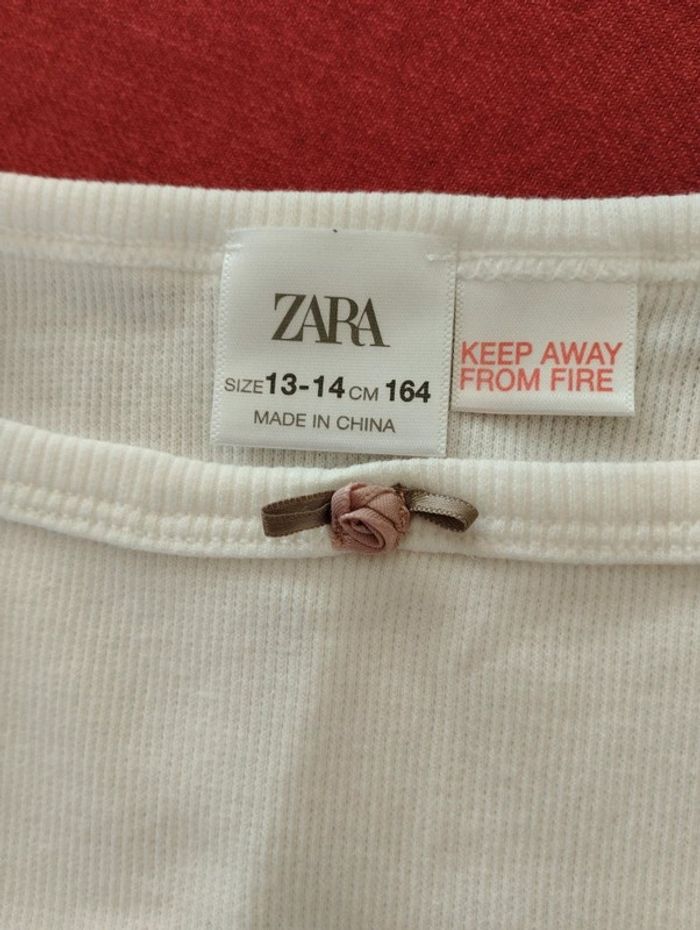 ZARA
SIZE 13-14 CM 164
MADE IN CHINA
KEEP AWAY
FROM FIRE